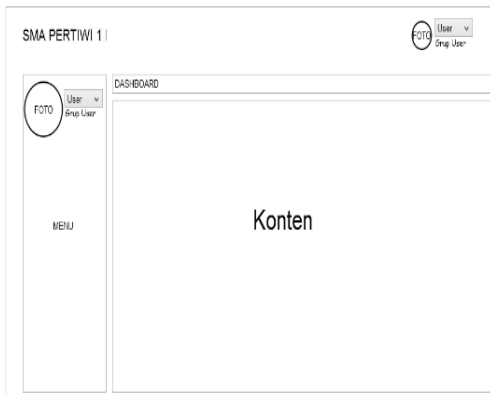 SMA PERTIWI 1
FOTO
User
Grup User
DASHBOARD
FOTO
User
Grup User
MENU
Konten